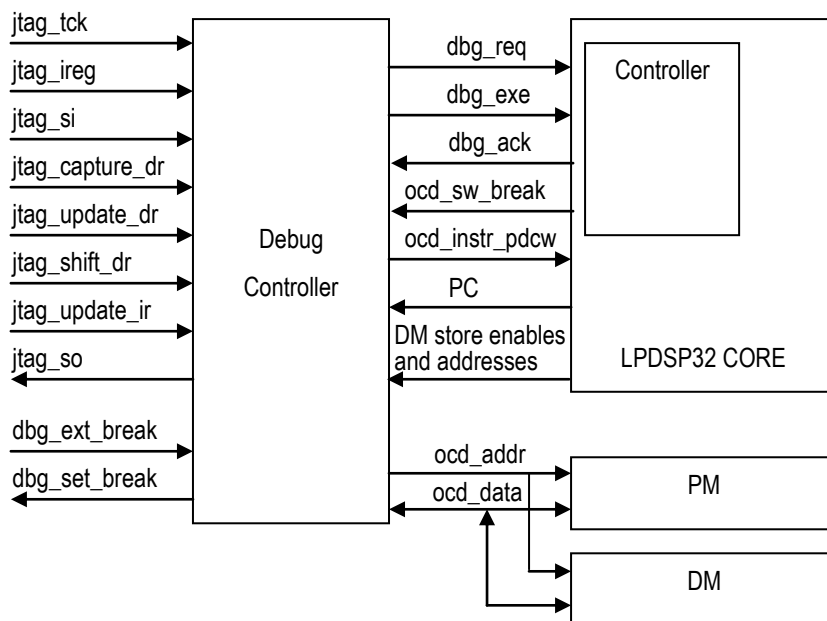 jtag_tck
jtag_ireg
jtag_si
jtag_capture_dr
jtag_update_dr
jtag_shift_dr
jtag_update_ir
jtag_so
dbg_ext_break
dbg_set_break
Debug
Controller
dbg_req
dbg_exe
dbg_ack
ocd_sw_break
ocd_instr_pdcw
PC
DM store enables
and addresses
ocd_addr
ocd_data
Controller
LPDSP32 CORE
PM
DM